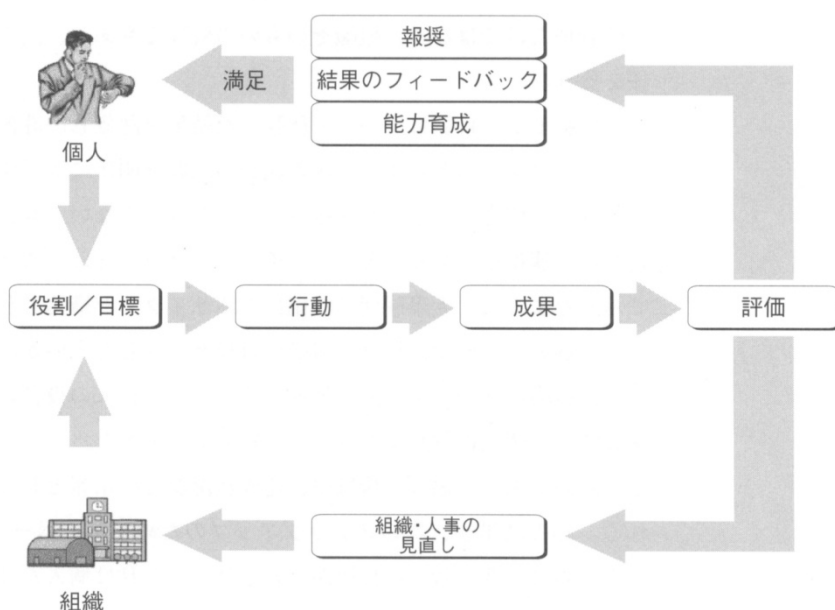 報奨
満足
結果のフィードバック
能力育成
個人
役割／目標
行動
成果
評価
組織・人事の
見直し
組織